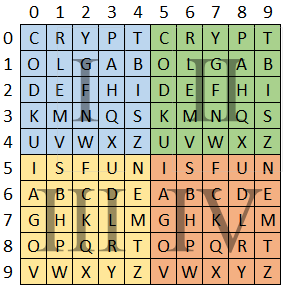 0 1 2 3 4 5 6 7 8 9
0 C R Y P T C R Y P T
1 O L G A B O L G A B
2 D E F H I D E F H I
3 K M N Q S K M N Q S
4 U V W X Z U V W X Z
5 I S F U N I S F U N
6 A B C D E A B C D E
7 G H K L M G H K L M
8 O P Q R T O P Q R T
9 V W X Y Z V W X Y Z
I II
III IV